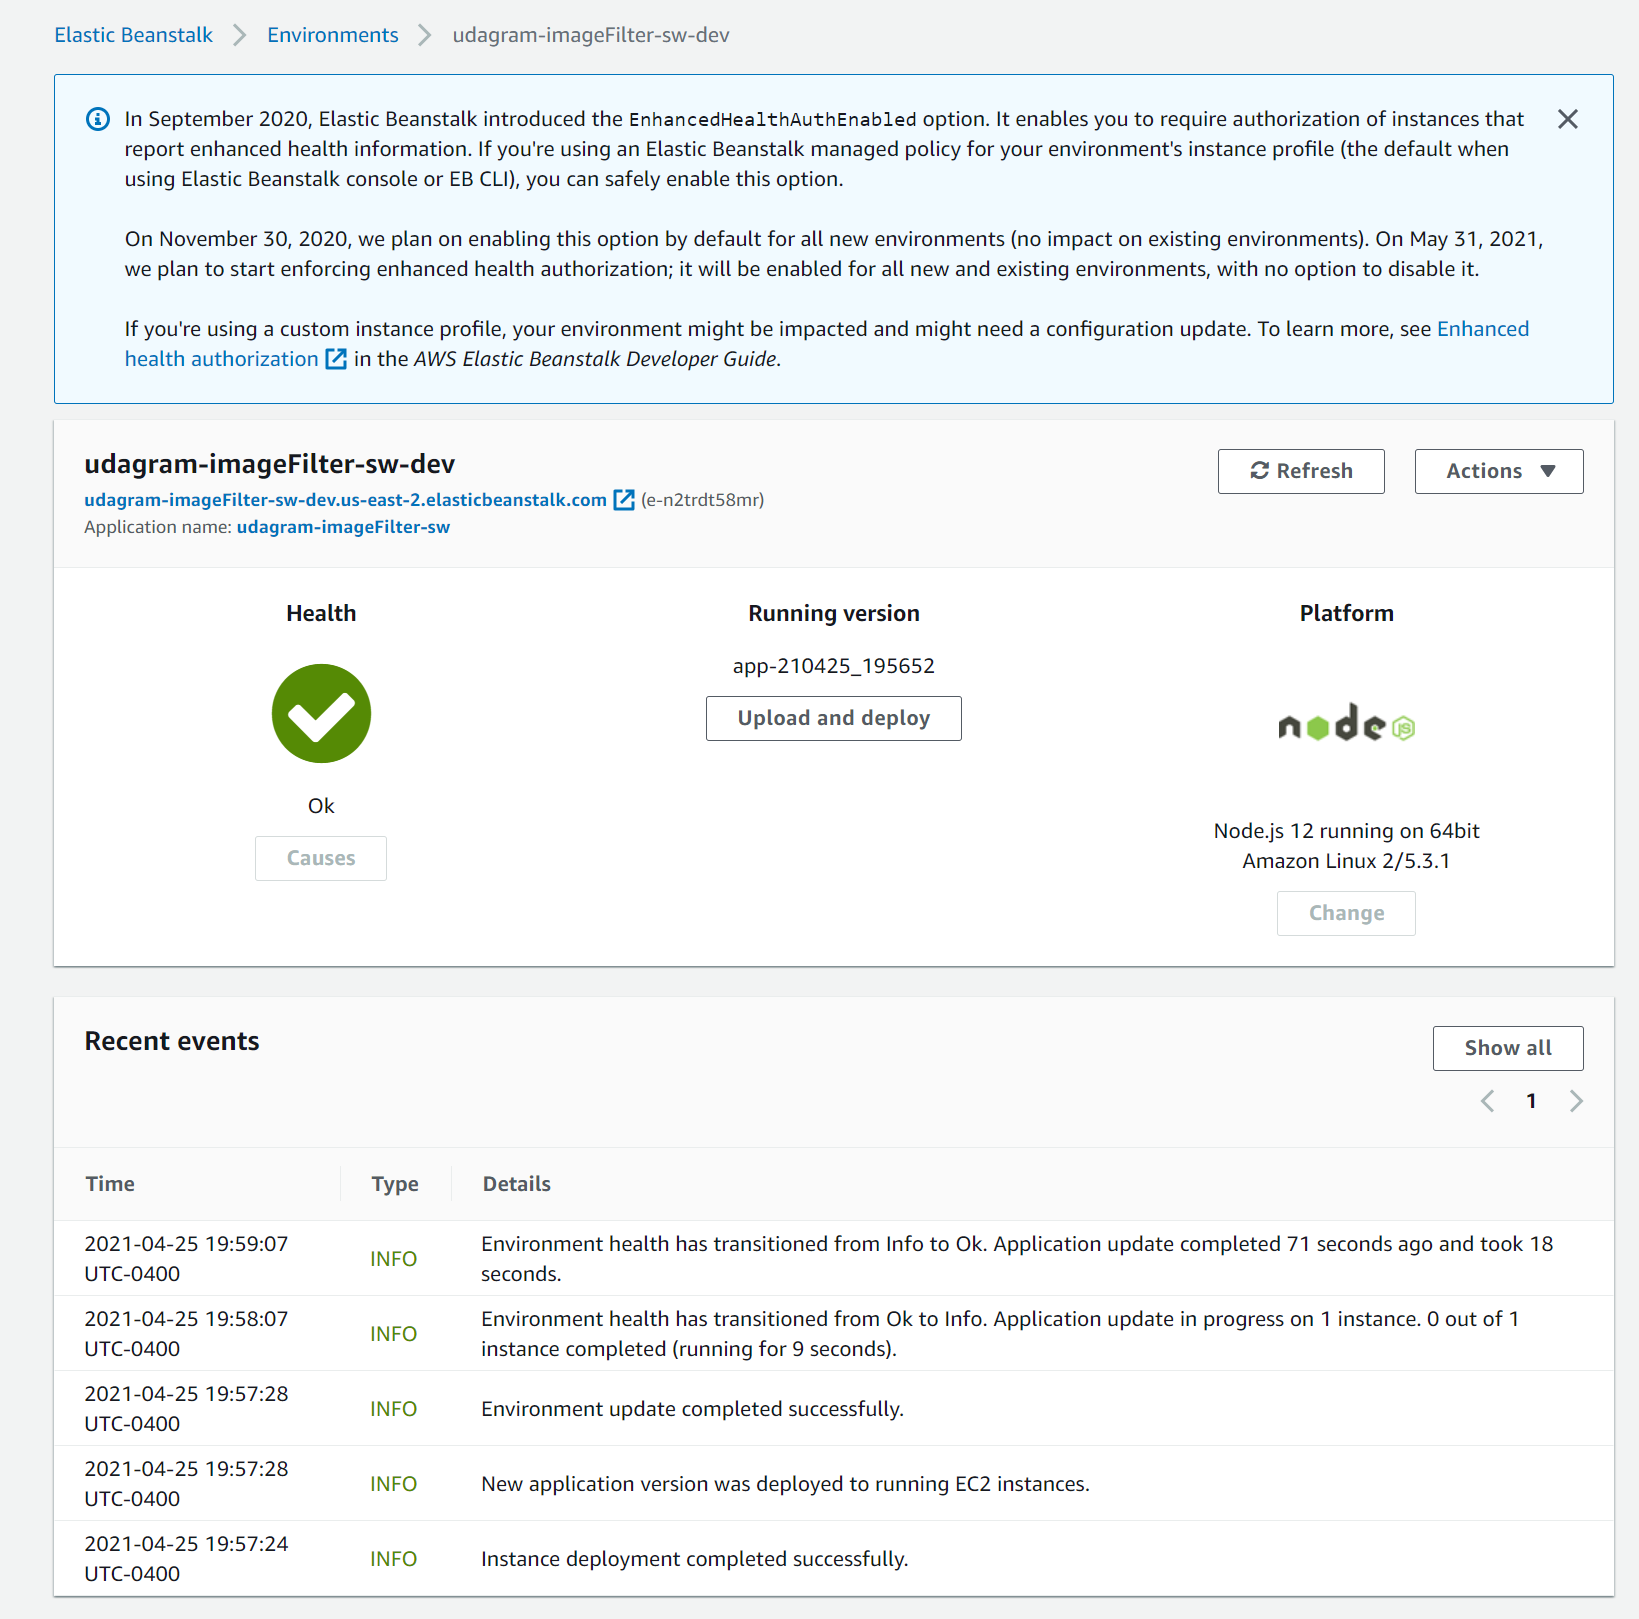 Elastic Beanstalk > Environments > udagram-imageFilter-sw-dev
In September 2020, Elastic Beanstalk introduced the EnhancedHealthAuthEnabled option. It enables you to require authorization of instances that
report enhanced health information. If you're using an Elastic Beanstalk managed policy for your environment's instance profile (the default when
using Elastic Beanstalk console or EB CLI), you can safely enable this option.
On November 30, 2020, we plan on enabling this option by default for all new environments (no impact on existing environments). On May 31, 2021,
we plan to start enforcing enhanced health authorization; it will be enabled for all new and existing environments, with no option to disable it.
If you're using a custom instance profile, your environment might be impacted and might need a configuration update. To learn more, see Enhanced
health authorization in the AWS Elastic Beanstalk Developer Guide.
udagram-imageFilter-sw-dev
Refresh
Actions
udagram-imageFilter-sw-dev.us-east-2.elasticbeanstalk.com (e-n2trdt58mr)
Application name: udagram-imageFilter-sw
Health
Ok
Causes
Running version
app-210425_195652
Upload and deploy
Platform
node JS
Node.js 12 running on 64bit
Amazon Linux 2/5.3.1
Change
Recent events
Show all
1
Time Type Details
2021-04-25 19:59:07
UTC-0400
INFO
Environment health has transitioned from Info to Ok. Application update completed 71 seconds ago and took 18
seconds.
2021-04-25 19:58:07
UTC-0400
INFO
Environment health has transitioned from Ok to Info. Application update in progress on 1 instance. 0 out of 1
instance completed (running for 9 seconds).
2021-04-25 19:57:28
UTC-0400
INFO
Environment update completed successfully.
2021-04-25 19:57:28
UTC-0400
INFO
New application version was deployed to running EC2 instances.
2021-04-25 19:57:24
UTC-0400
INFO
Instance deployment completed successfully.